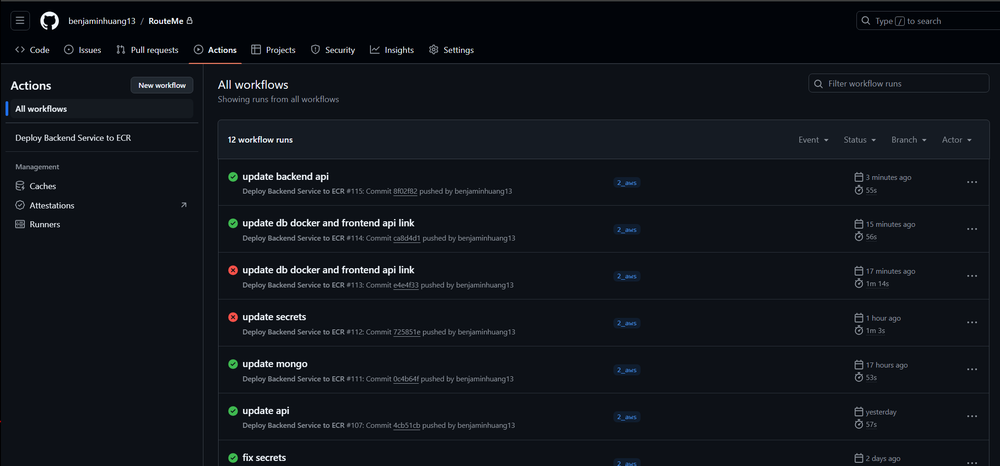 benjaminhuang13 / RouteMe
Type / to search
Code Issues Pull requests Actions Projects Security Insights Settings
Actions
New workflow
All workflows
Deploy Backend Service to ECR
Management
Caches
Attestations
Runners
All workflows
Showing runs from all workflows
Filter workflow runs
12 workflow runs
Event Status Branch Actor
update backend api
Deploy Backend Service to ECR #115: Commit 8f02f82 pushed by benjaminhuang13
2_aws
3 minutes ago
55s
update db docker and frontend api link
Deploy Backend Service to ECR #114: Commit ca8d4d1 pushed by benjaminhuang13
2_aws
15 minutes ago
56s
update db docker and frontend api link
Deploy Backend Service to ECR #113: Commit e4e4f33 pushed by benjaminhuang13
2_aws
17 minutes ago
1m 14s
update secrets
Deploy Backend Service to ECR #112: Commit 725851e pushed by benjaminhuang13
2_aws
1 hour ago
1m 3s
update mongo
Deploy Backend Service to ECR #111: Commit 0c4b64f pushed by benjaminhuang13
2_aws
17 hours ago
53s
update api
Deploy Backend Service to ECR #107: Commit 4cb51cb pushed by benjaminhuang13
2_aws
yesterday
57s
fix secrets
2_aws
2 days ago